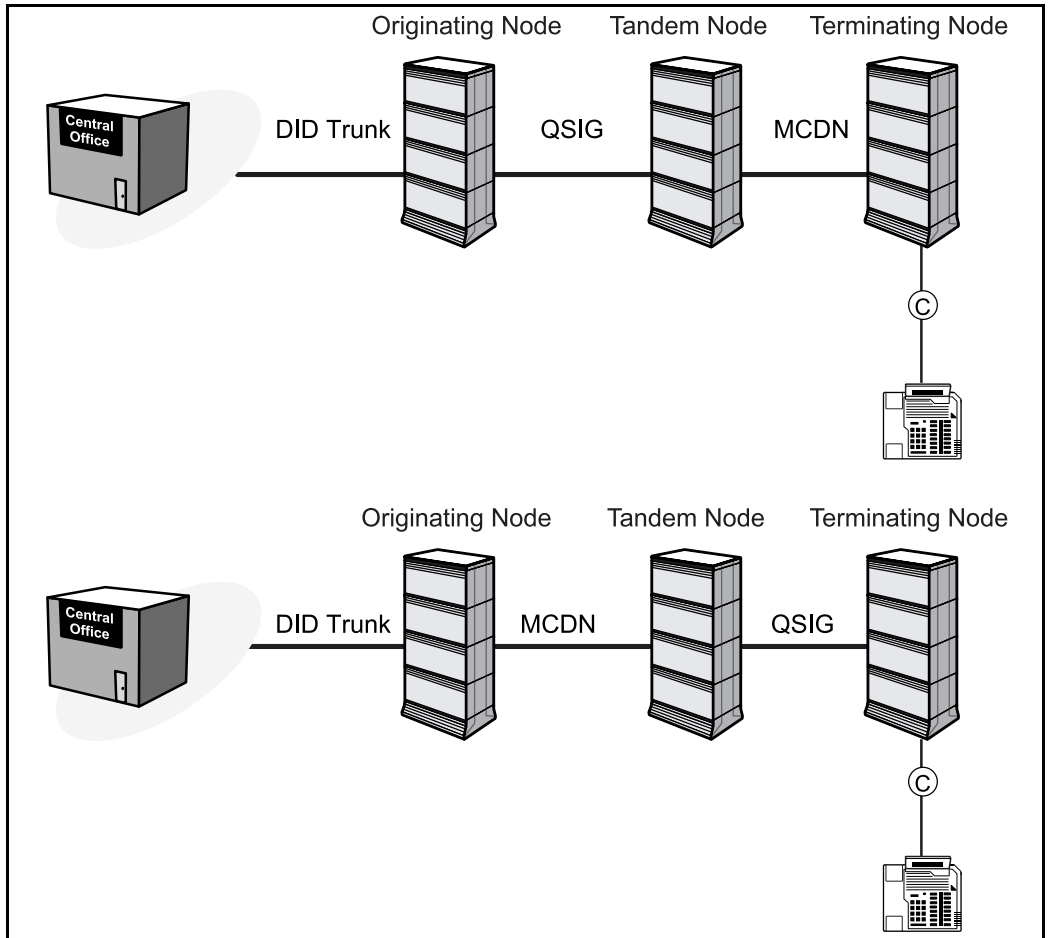 Originating Node Tandem Node Terminating Node
Central
Office
DID Trunk QSIG MCDN
C
Originating Node Tandem Node Terminating Node
Central
Office
DID Trunk MCDN QSIG
C